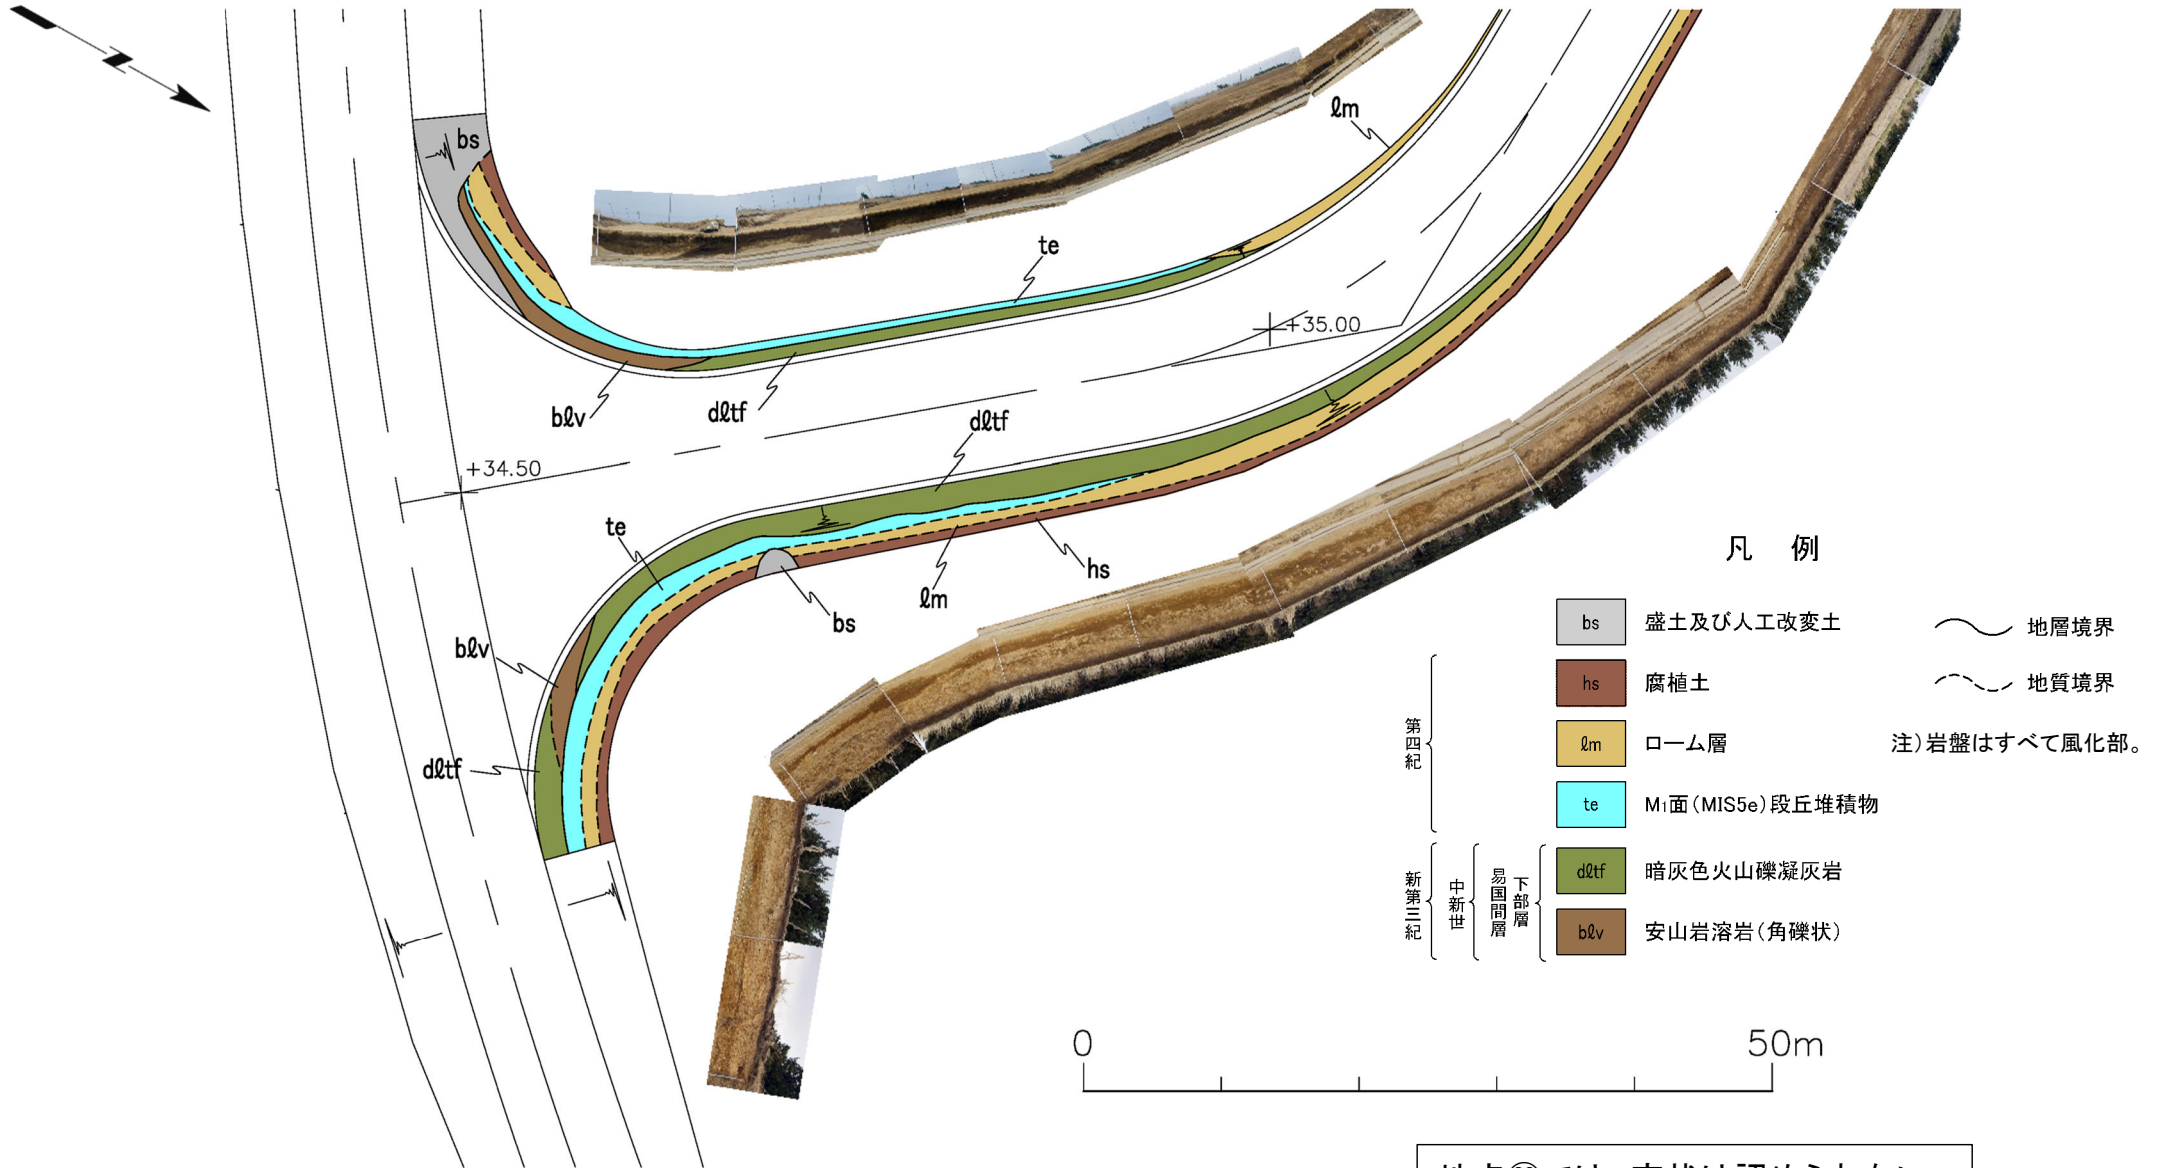 N
bs
ℓm
te
+35.00
bℓv
dℓtf
dℓtf
+34.50
te
hs
ℓm
bs
bℓv
dℓtf
凡 例
bs 盛土及び人工改変土
hs 腐植土
ℓm ローム層
te M₁面(MIS5e)段丘堆積物
dℓtf 暗灰色火山礫凝灰岩
bℓv 安山岩溶岩(角礫状)
第四紀
新第三紀
中新世
易国間層
下部層
地層境界
地質境界
注)岩盤はすべて風化部。
0 50m